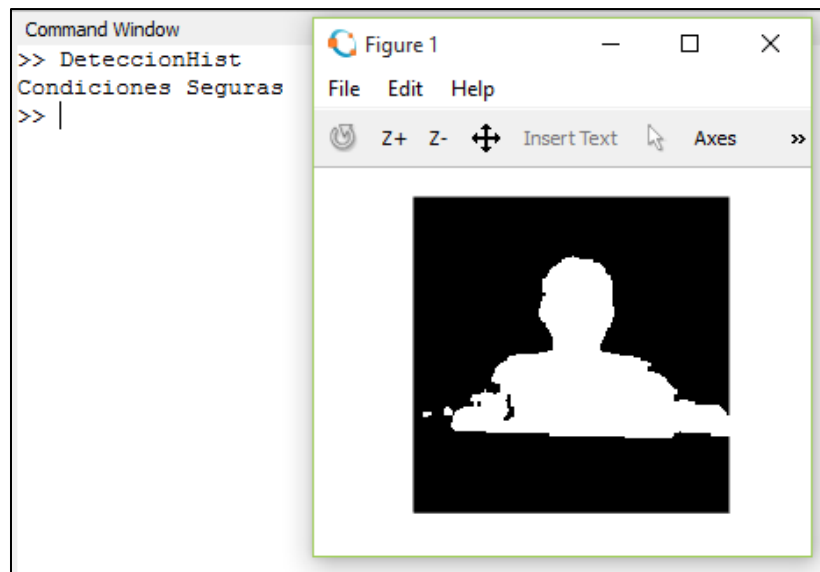 Command Window
>> DeteccionHist
Condiciones Seguras
>>
Figure 1
File Edit Help
Z+ Z- Insert Text Axes »